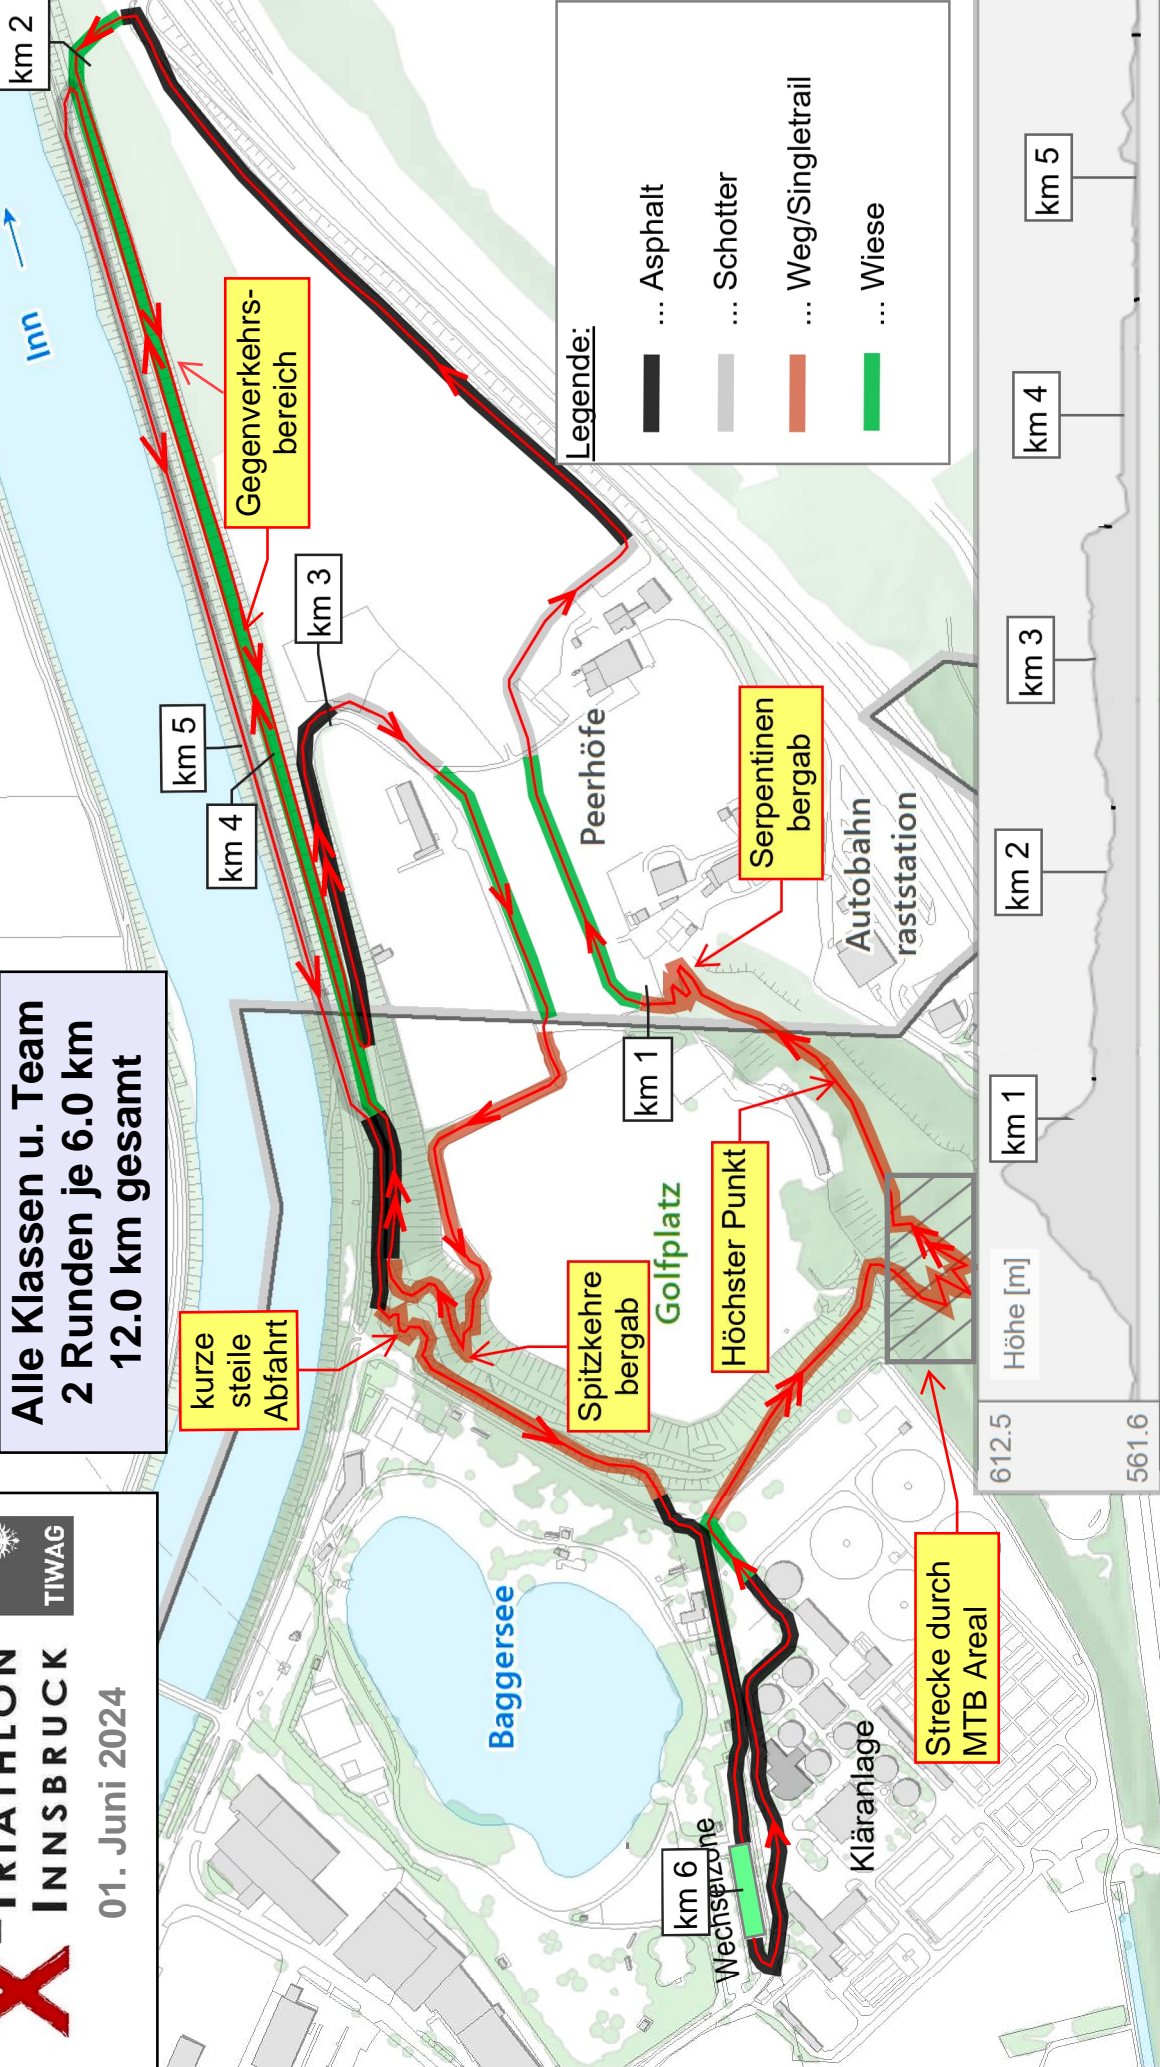 TRIATHLON
INNSBRUCK
TIWAG
01. Juni 2024
Alle Klassen u. Team
2 Runden je 6.0 km
12.0 km gesamt
km 2
Inn
Gegenverkehrs-
bereich
km 3
km 5
km 4
kurze
steile
Abfahrt
Spitzkehre
bergab
Golfplatz
km 1
Höchster Punkt
Peerhöfe
Serpentinen
bergab
Autobahn
raststation
Baggersee
km 6
Wechselzone
Kläranlage
Strecke durch
MTB Areal
Legende:
... Asphalt
... Schotter
... Weg/Singletrail
... Wiese
612.5
561.6
Höhe [m]
km 1
km 2
km 3
km 4
km 5